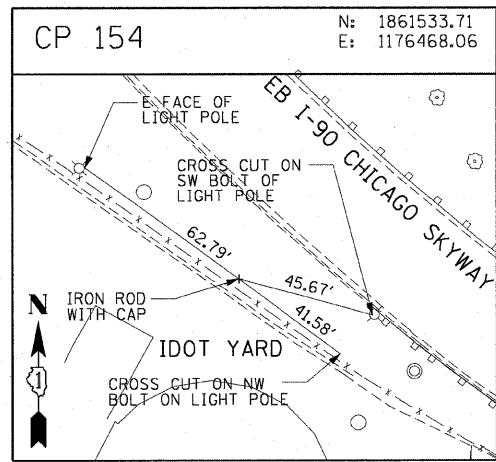 CP 154
N: 1861533.71
E: 1176468.06
E FACE OF
LIGHT POLE
EB I-90 CHICAGO SKYWAY
CROSS CUT ON
SW BOLT OF
LIGHT POLE
62.79'
45.67'
41.58'
IRON ROD
WITH CAP
N
1
IDOT YARD
CROSS CUT ON NW
BOLT ON LIGHT POLE